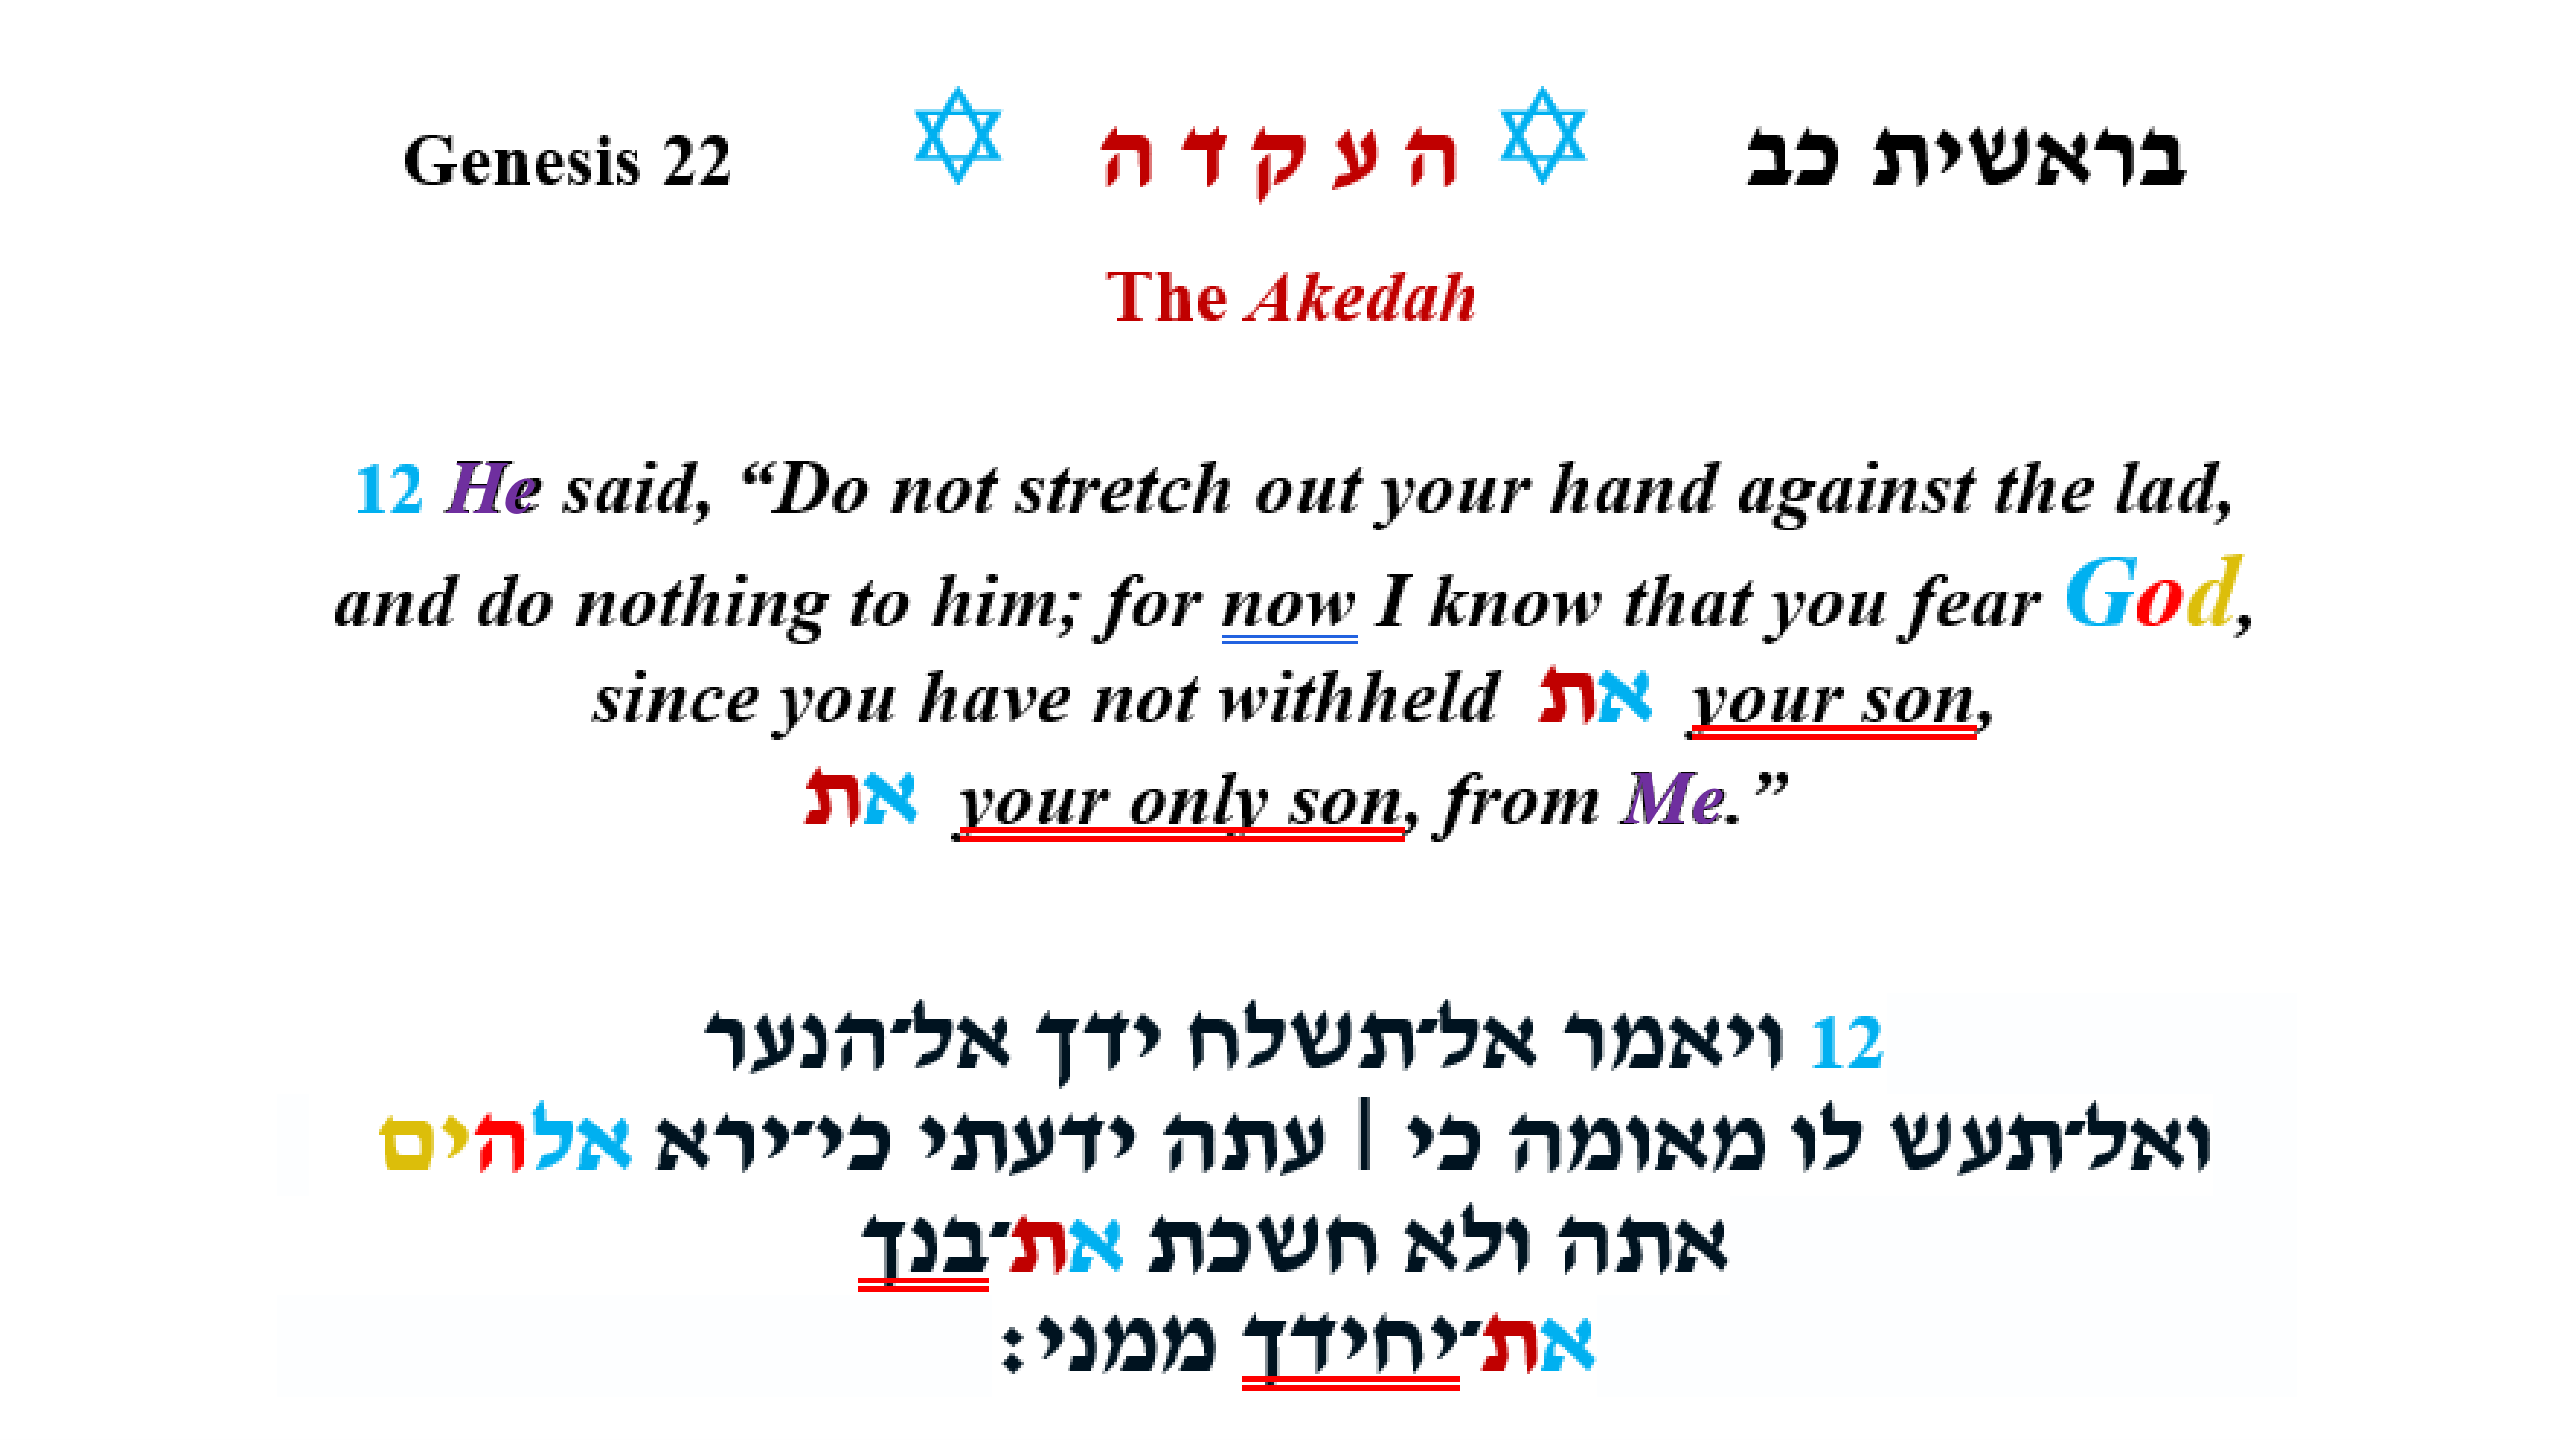 Genesis 22 ✡ ה ע ק ד ה ✡ בראשית כב
The Akedah
12 He said, “Do not stretch out your hand against the lad,
and do nothing to him; for now I know that you fear God,
since you have not withheld את your son,
את your only son, from Me.”
12 ויאמר אל־תשלח ידך אל־הנער
ואל־תעש לו מאומה כי | עתה ידעתי כי־ירא אלהים
אתה ולא חשכת את־בנך
את־יחידך ממני׃